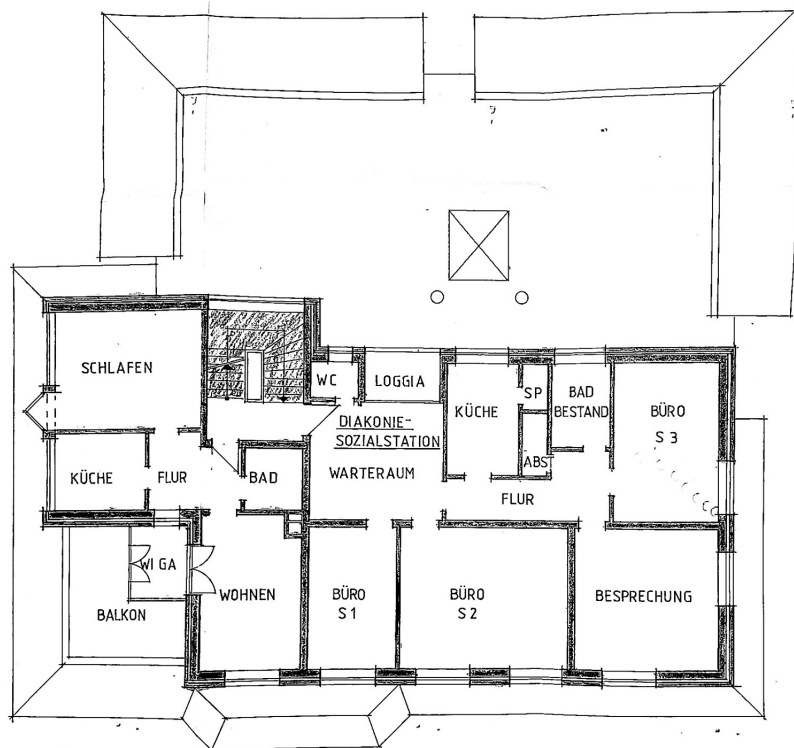 SCHLAFEN
WC
LOGGIA
KÜCHE
SP
BAD
BESTAND
BÜRO
S 3
DIAKONIE-
SOZIALSTATION
WARTERAUM
ABS
KÜCHE
FLUR
BAD
FLUR
WI GA
BALKON
WOHNEN
BÜRO
S 1
BÜRO
S 2
BESPRECHUNG